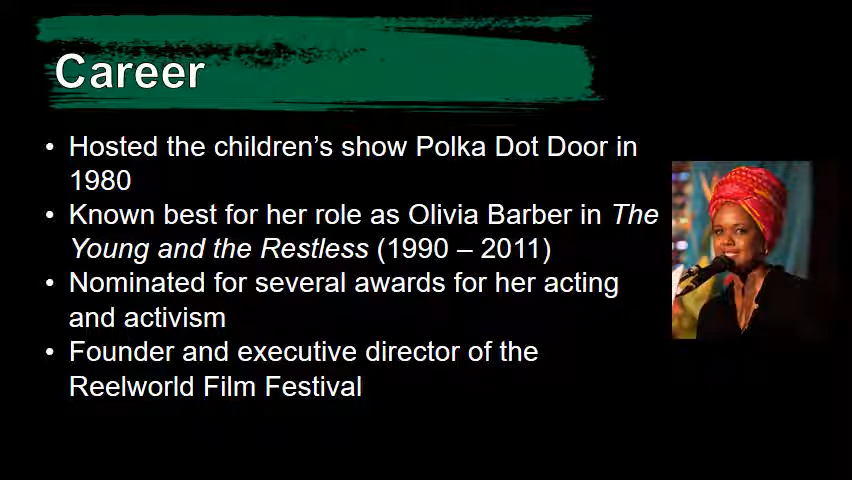 Career
• Hosted the children’s show Polka Dot Door in
1980
• Known best for her role as Olivia Barber in The
Young and the Restless (1990 – 2011)
• Nominated for several awards for her acting
and activism
• Founder and executive director of the
Reelworld Film Festival